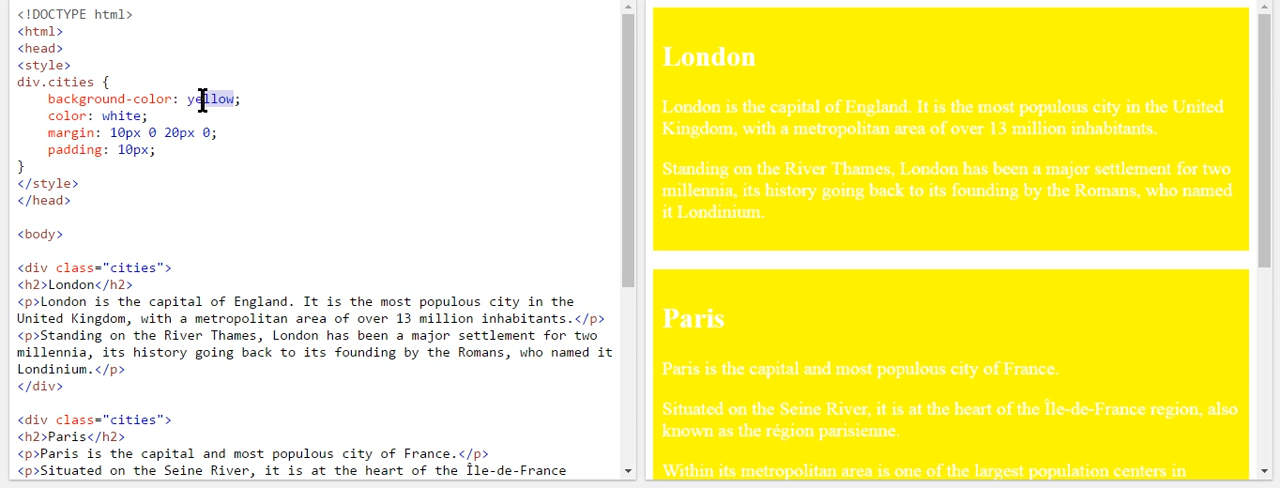 <!DOCTYPE html>
<html>
<head>
<style>
div.cities {
    background-color: yellow;
    color: white;
    margin: 10px 0 20px 0;
    padding: 10px;
}
</style>
</head>

<body>

<div class="cities">
<h2>London</h2>
<p>London is the capital of England. It is the most populous city in the
United Kingdom, with a metropolitan area of over 13 million inhabitants.</p>
<p>Standing on the River Thames, London has been a major settlement for two
millennia, its history going back to its founding by the Romans, who named it
Londinium.</p>
</div>

<div class="cities">
<h2>Paris</h2>
<p>Paris is the capital and most populous city of France.</p>
<p>Situated on the Seine River, it is at the heart of the Île-de-France
London
London is the capital of England. It is the most populous city in the United
Kingdom, with a metropolitan area of over 13 million inhabitants.
Standing on the River Thames, London has been a major settlement for two
millennia, its history going back to its founding by the Romans, who named
it Londinium.
Paris
Paris is the capital and most populous city of France.
Situated on the Seine River, it is at the heart of the Île-de-France region, also
known as the région parisienne.
Within its metropolitan area is one of the largest population centers in